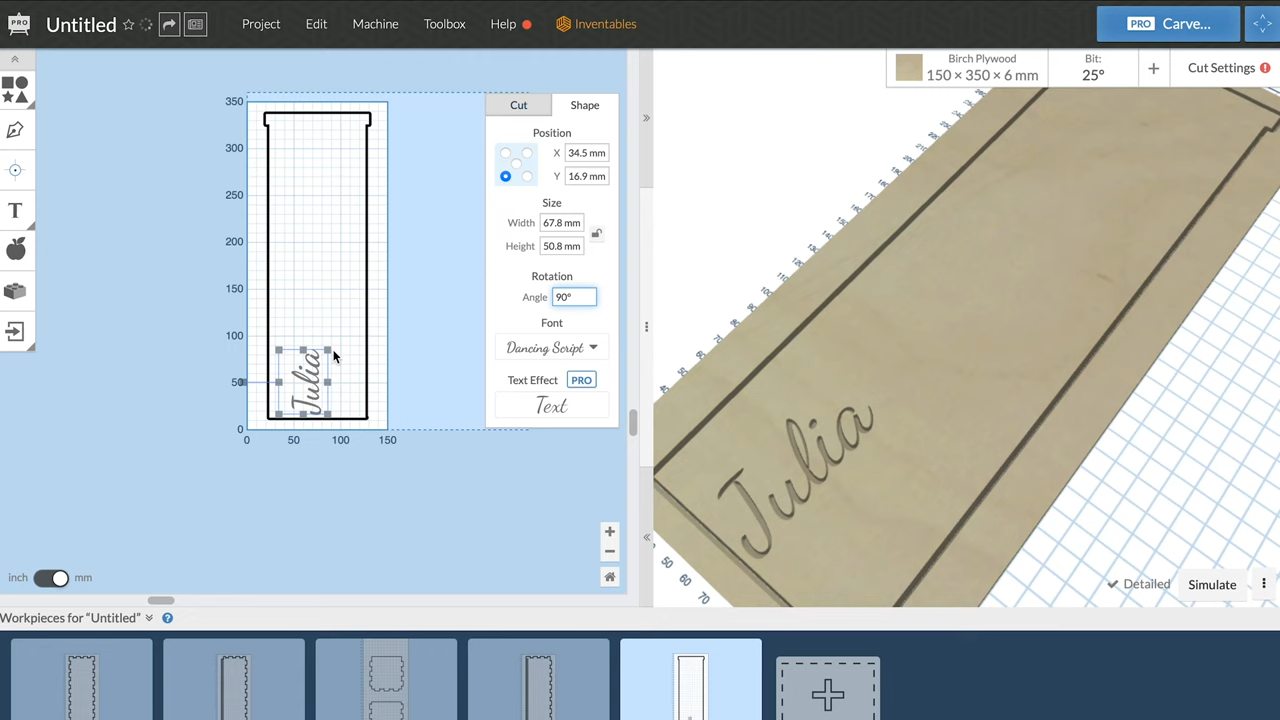 PRO
Untitled
Project
Edit
Machine
Toolbox
Help
Inventables
PRO Carve...
Birch Plywood
150 × 350 × 6 mm
Bit:
25°
Cut Settings
T
350
300
250
200
150
100
50
0
0
50
100
150
Julia
Cut
Shape
Position
X 34.5 mm
Y 16.9 mm
Size
Width 67.8 mm
Height 50.8 mm
Rotation
Angle 90°
Font
Dancing Script
Text Effect PRO
Text
Julia
50
60
70
inch
mm
Detailed
Simulate
Workpieces for "Untitled"